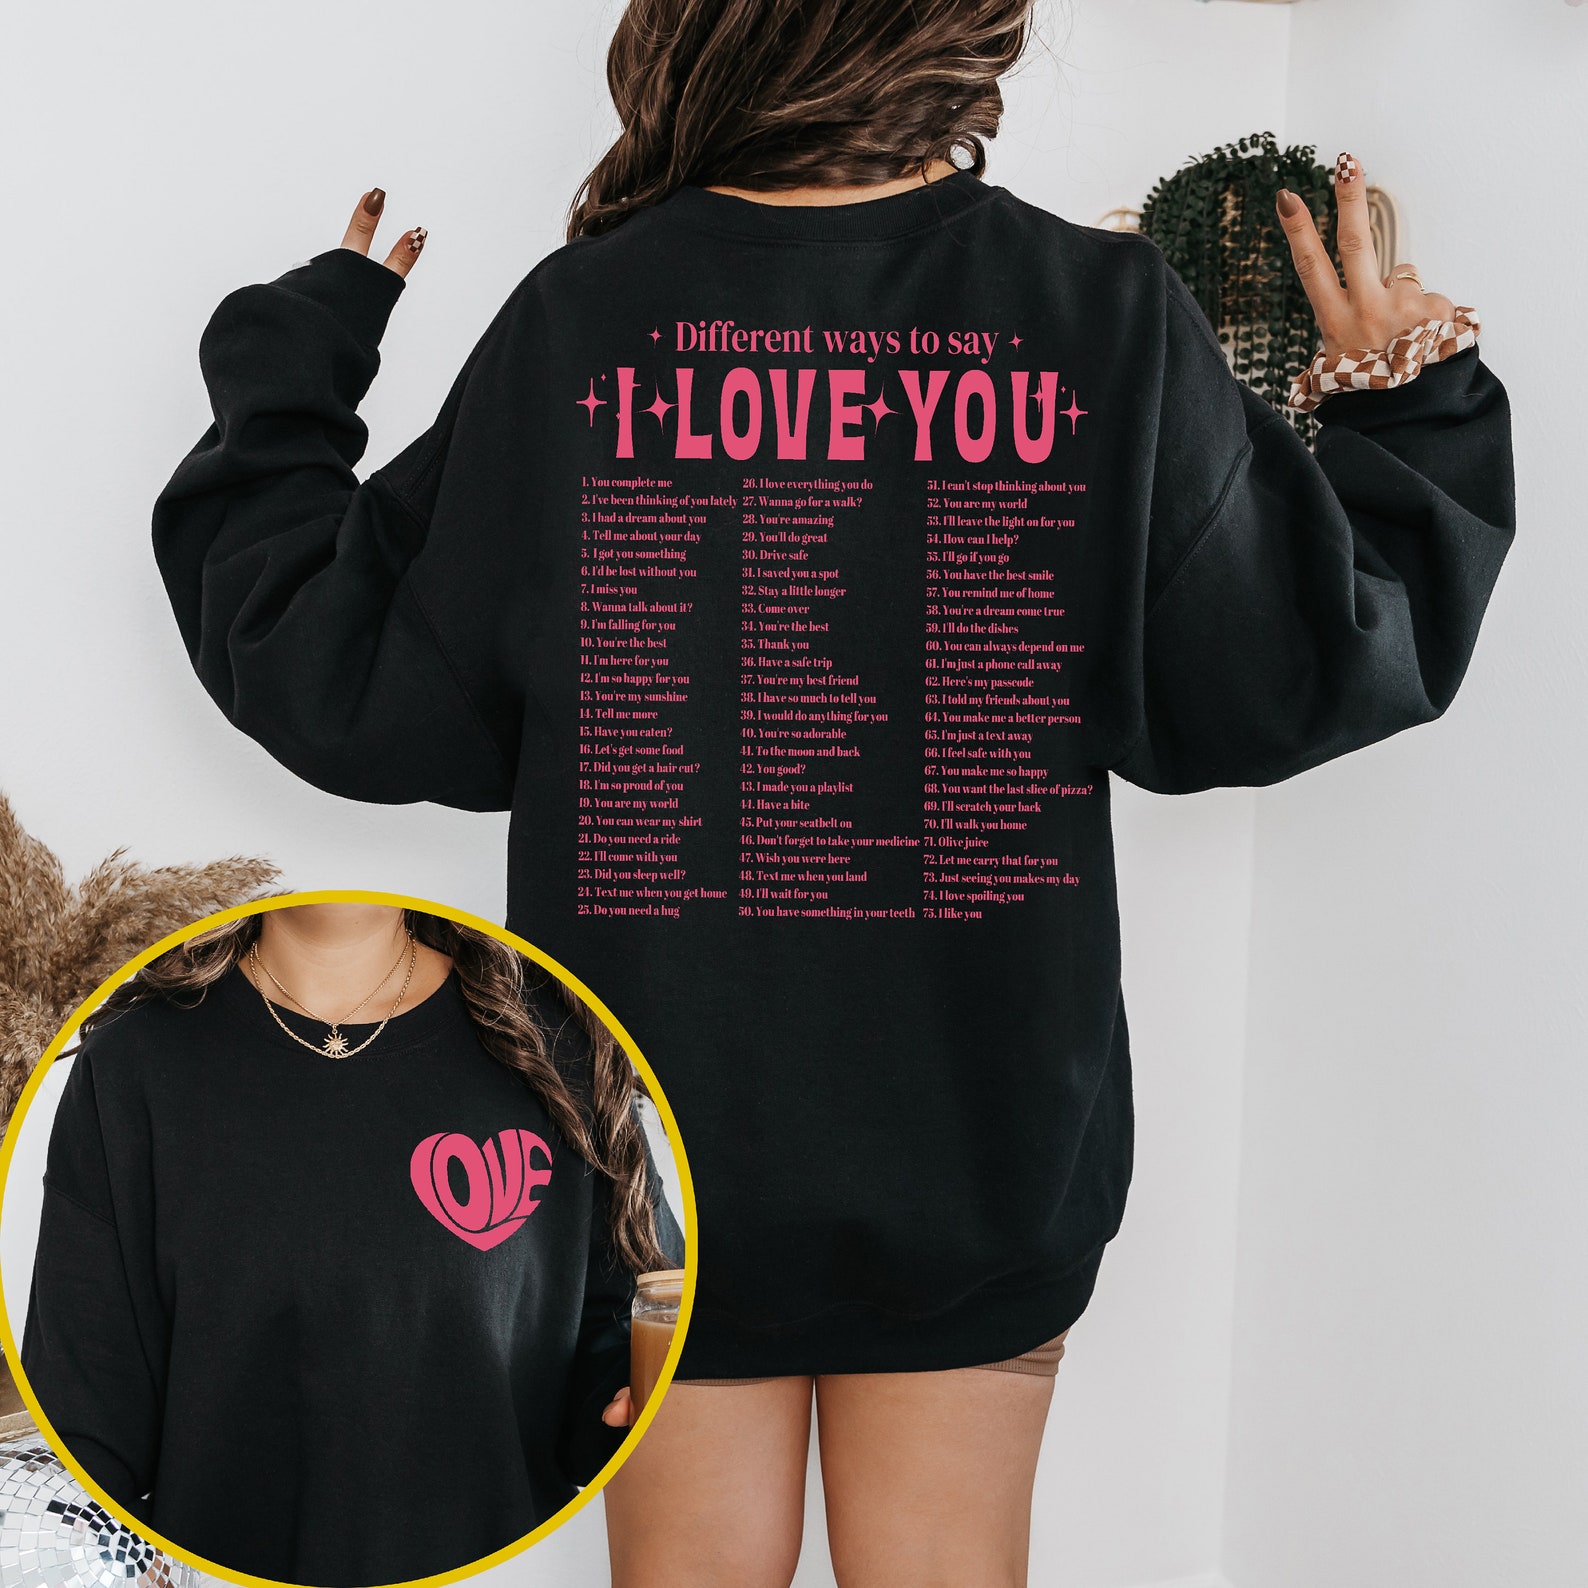 Different ways to say
I LOVE YOU
1. You complete me
2. I've been thinking of you lately
3. I had a dream about you
4. Tell me about your day
5. I got you something
6. I'd be lost without you
7. I miss you
8. Wanna talk about it?
9. I'm falling for you
10. You're the best
11. I'm here for you
12. I'm so happy for you
13. You're my sunshine
14. Tell me more
15. Have you eaten?
16. Let's get some food
17. Did you get a hair cut?
18. I'm so proud of you
19. You are my world
20. You can wear my shirt
21. Do you need a ride
22. I'll come with you
23. Did you sleep well?
24. Text me when you get home
25. Do you need a hug
26. I love everything you do
27. Wanna go for a walk?
28. You're amazing
29. You'll do great
30. Drive safe
31. I saved you a spot
32. Stay a little longer
33. Come over
34. You're the best
35. Thank you
36. Have a safe trip
37. You're my best friend
38. I have so much to tell you
39. I would do anything for you
40. You're so adorable
41. To the moon and back
42. You good?
43. I made you a playlist
44. Have a bite
45. Put your seatbelt on
46. Don't forget to take your medicine
47. Wish you were here
48. Text me when you land
49. I'll wait for you
50. You have something in your teeth
51. I can't stop thinking about you
52. You are my world
53. I'll leave the light on for you
54. How can I help?
55. I'll go if you go
56. You have the best smile
57. You remind me of home
58. You're a dream come true
59. I'll do the dishes
60. You can always depend on me
61. I'm just a phone call away
62. Here's my passcode
63. I told my friends about you
64. You make me a better person
65. I'm just a text away
66. I feel safe with you
67. You make me so happy
68. You want the last slice of pizza?
69. I'll scratch your back
70. I'll walk you home
71. Olive juice
72. Let me carry that for you
73. Just seeing you makes my day
74. I love spoiling you
75. I like you
LOVE